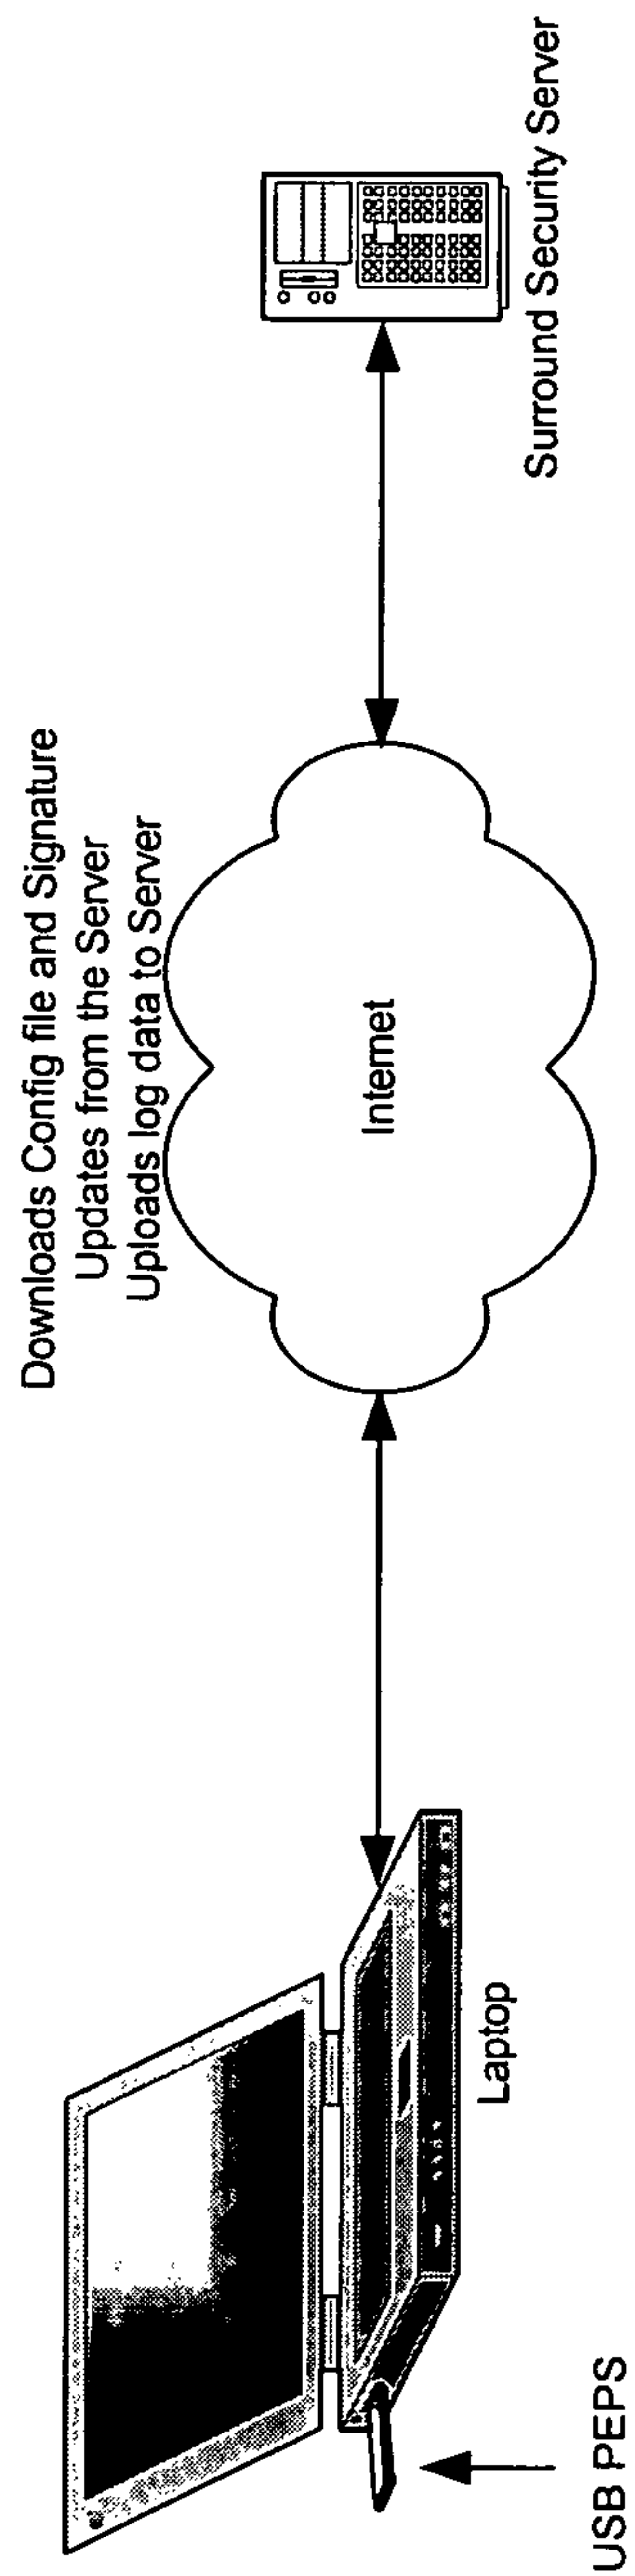 Downloads Config file and Signature
Updates from the Server
Uploads log data to Server
Internet
Surround Security Server
Laptop
USB PEPS